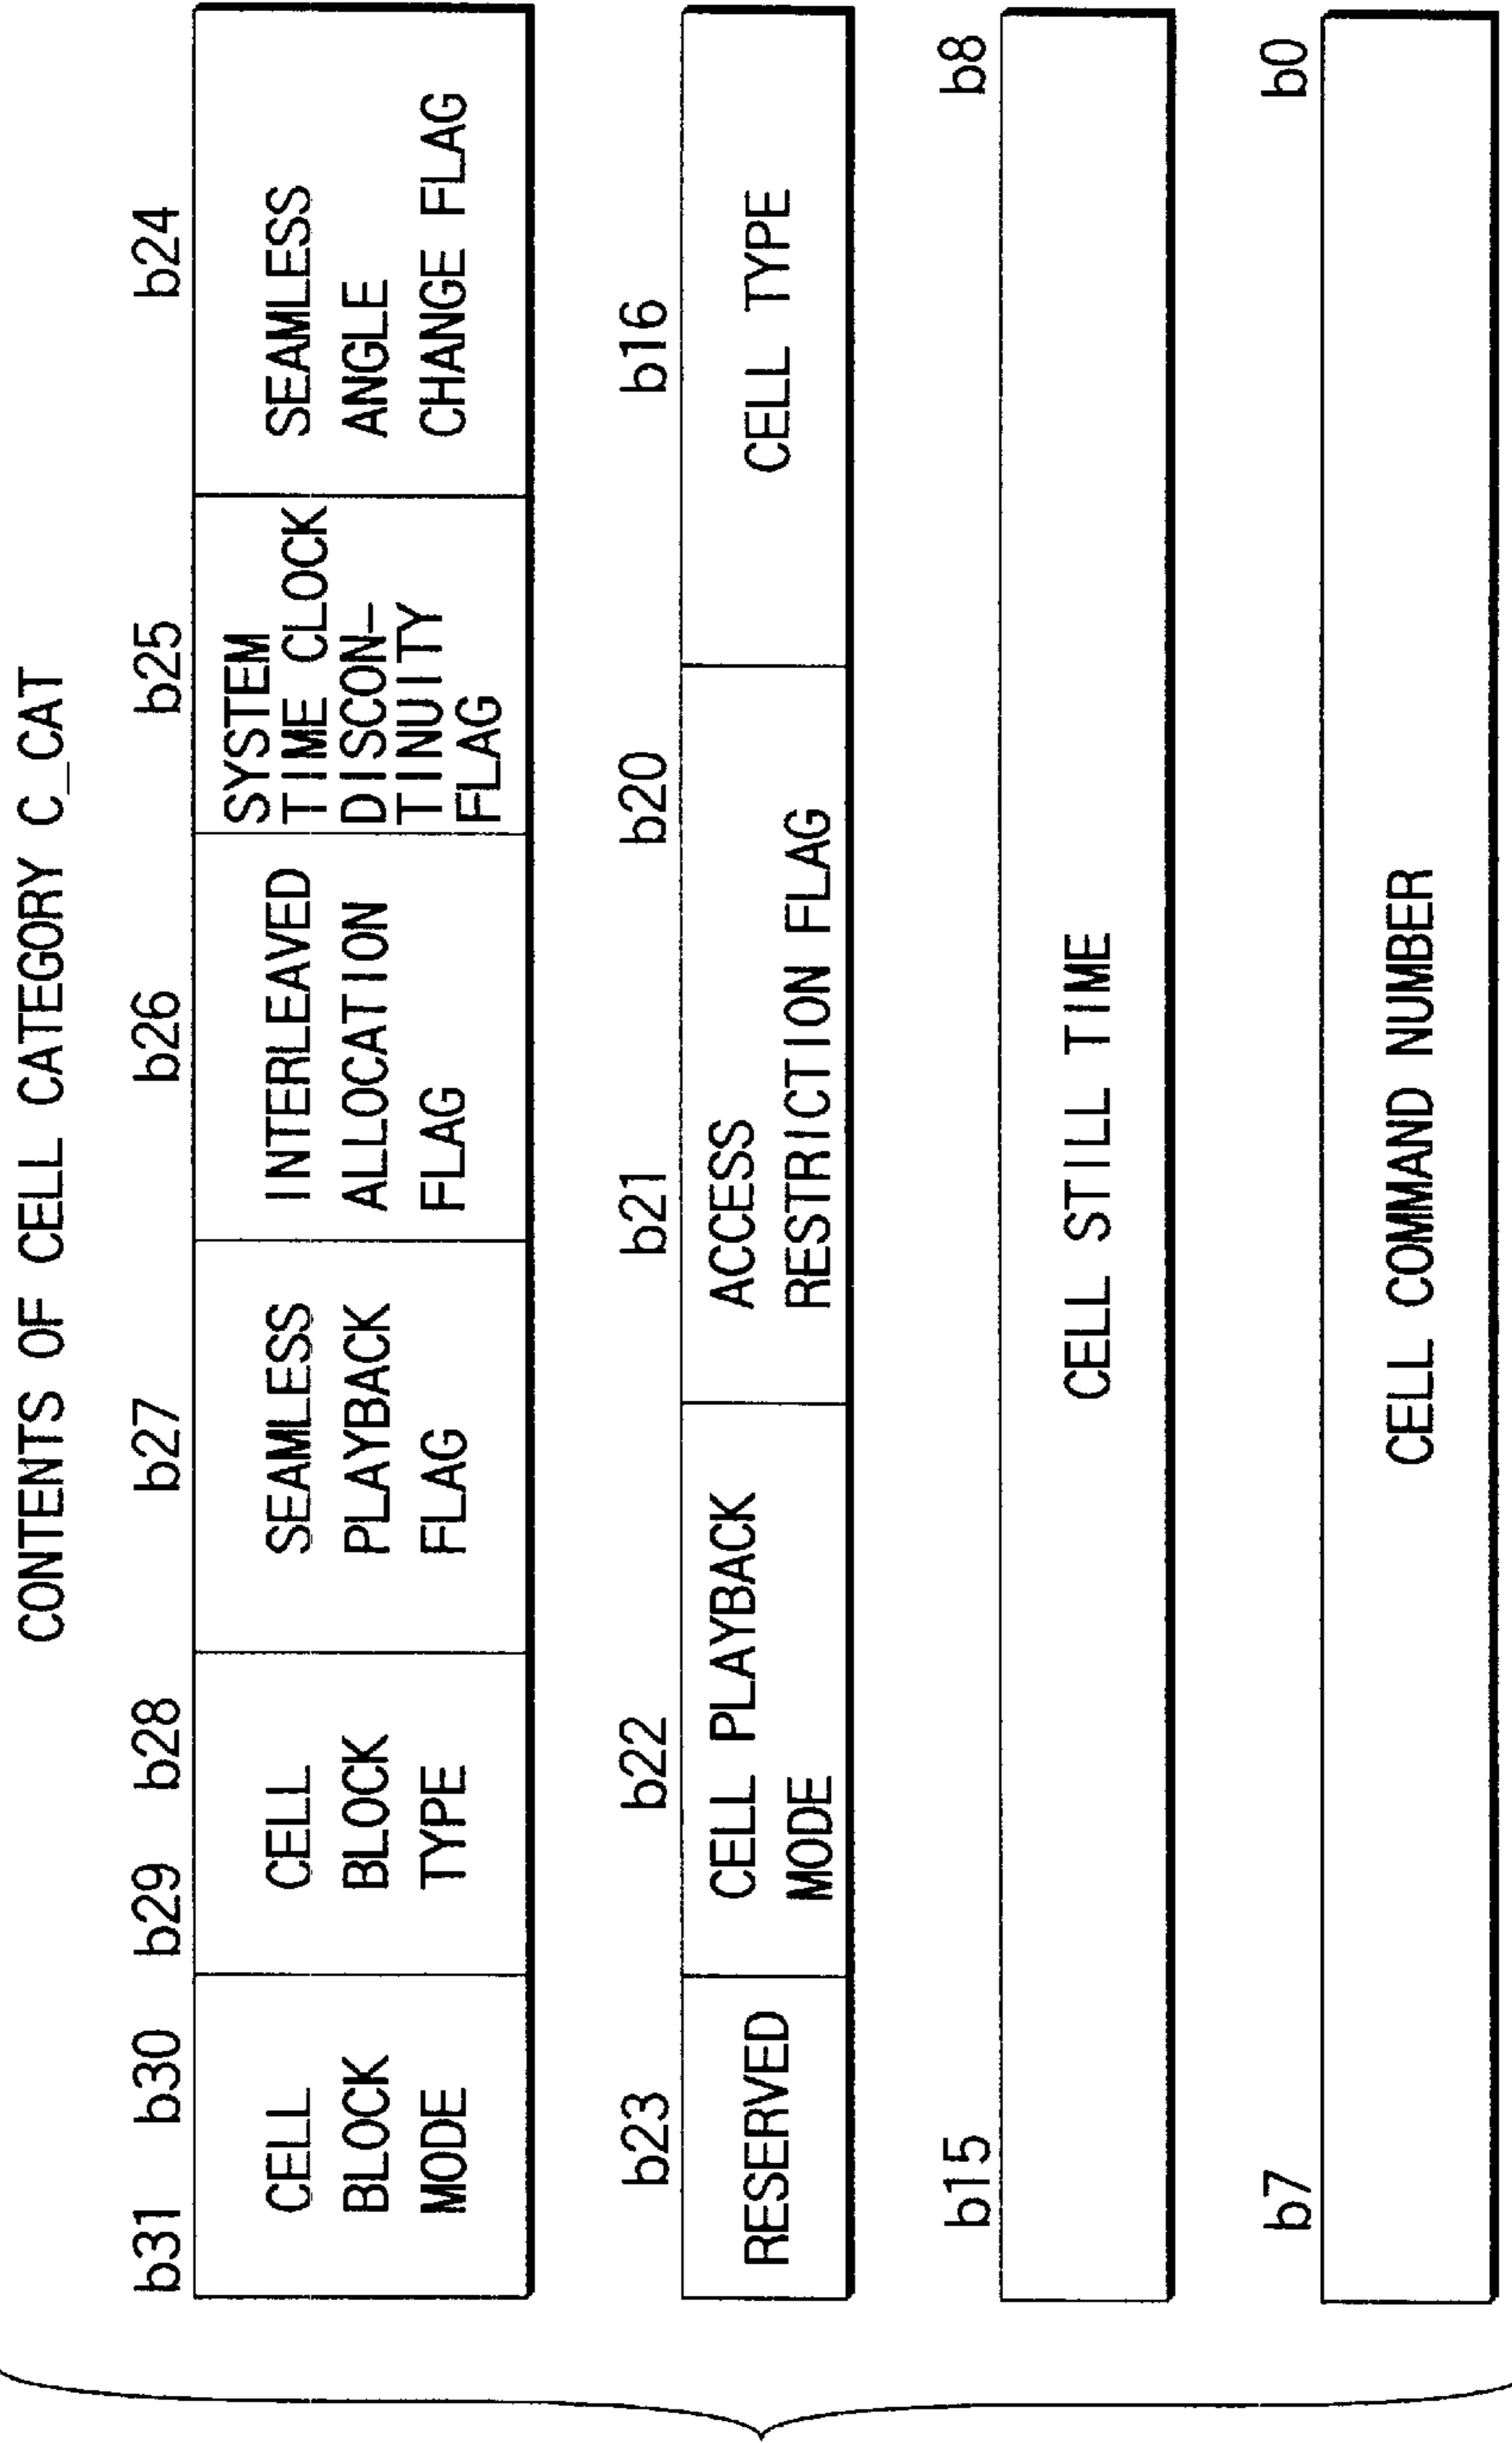 CONTENTS OF CELL CATEGORY C_CAT
b31 b30 b29 b28 b27 b26 b25 b24
CELL
BLOCK
MODE
CELL
BLOCK
TYPE
SEAMLESS
PLAYBACK
FLAG
INTERLEAVED
ALLOCATION
FLAG
SYSTEM
TIME CLOCK
DISCON-
TINUITY
FLAG
SEAMLESS
ANGLE
CHANGE FLAG
b23 b22 b21 b20 b16
RESERVED
CELL PLAYBACK
MODE
ACCESS
RESTRICTION FLAG
CELL TYPE
b15 b8
CELL STILL TIME
b7 b0
CELL COMMAND NUMBER